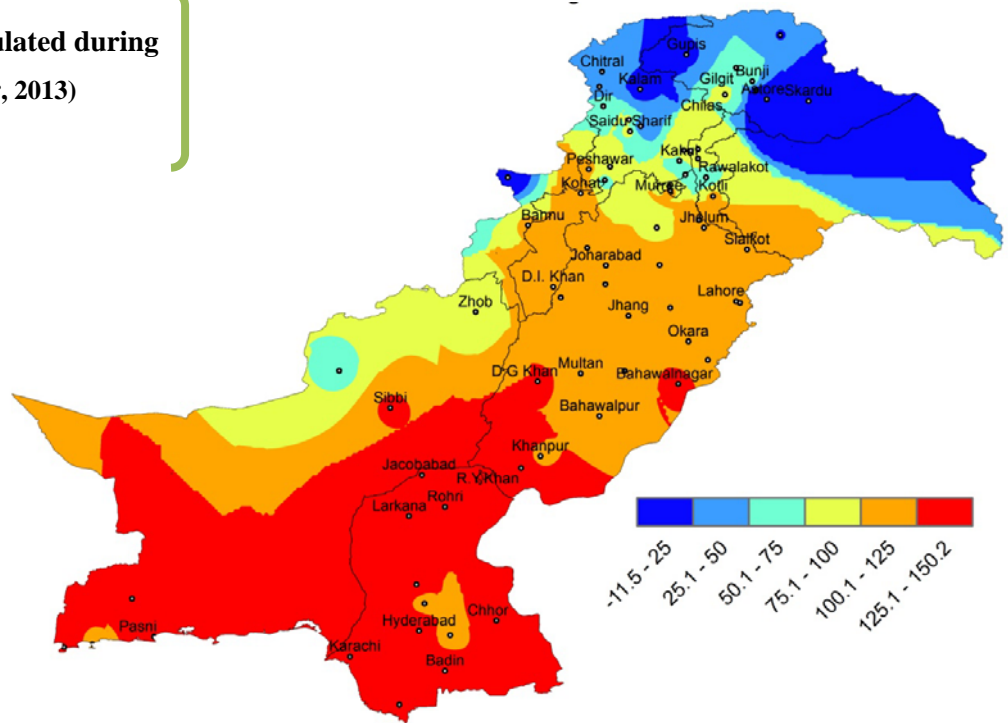 ulated during
, 2013)
Gupis
Chitral
Kalam
Gilgit
Bunji
Astore
Skardu
Dir
Chilas
Saidu Sharif
Kakul
Peshawar
Rawalakot
Kohat
Murree
Kotli
Bannu
Jhelum
Sialkot
Joharabad
D.I. Khan
Zhob
Jhang
Lahore
Okara
D G Khan
Multan
Bahawalnagar
Sibbi
Bahawalpur
Khanpur
Jacobabad
R.Y.Khan
Larkana
Rohri
Hyderabad
Chhor
Pasni
Karachi
Badin
-11.5 - 25
25.1 - 50
50.1 - 75
75.1 - 100
100.1 - 125
125.1 - 150.2